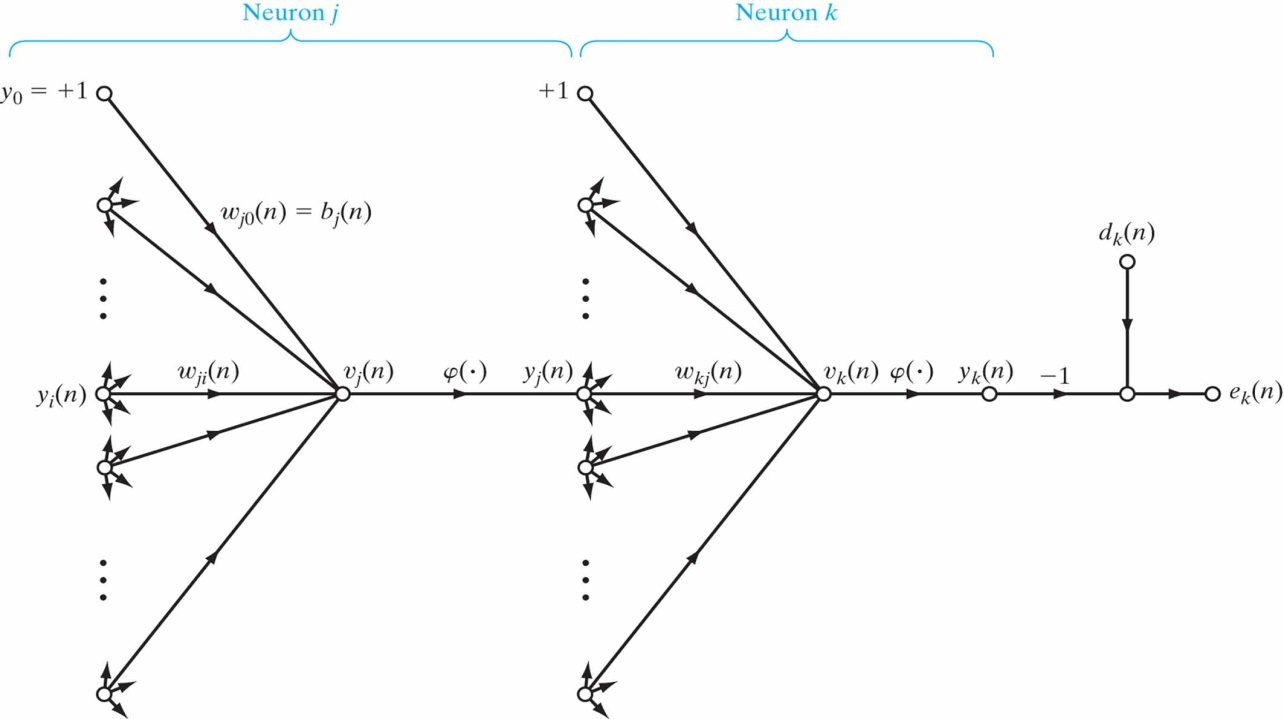 Neuron j
Neuron k
y₀ = +1
+1
wⱼ₀(n) = bⱼ(n)
dₖ(n)
yᵢ(n)
wⱼᵢ(n)
vⱼ(n)
φ(·)
yⱼ(n)
wₖⱼ(n)
vₖ(n)
φ(·)
yₖ(n)
−1
eₖ(n)